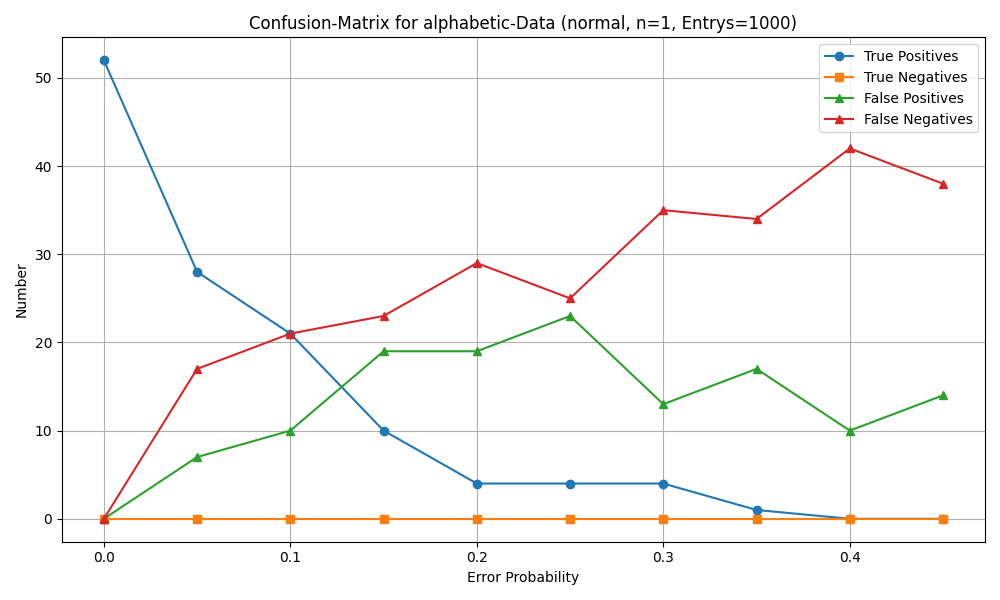 Confusion-Matrix for alphabetic-Data (normal, n=1, Entrys=1000)
True Positives
True Negatives
False Positives
False Negatives
50
40
30
20
10
0
Number
0.0 0.1 0.2 0.3 0.4
Error Probability